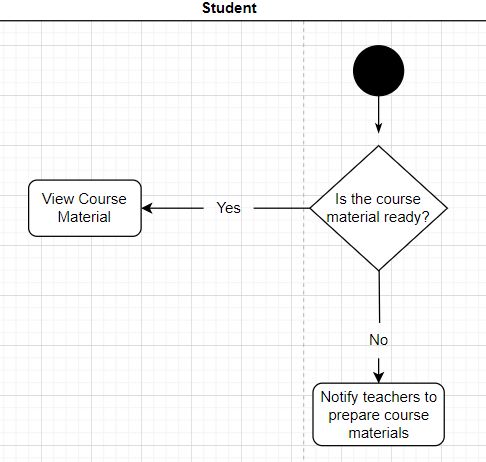 Student
Is the course
material ready?
View Course
Material
Yes
No
Notify teachers to
prepare course
materials